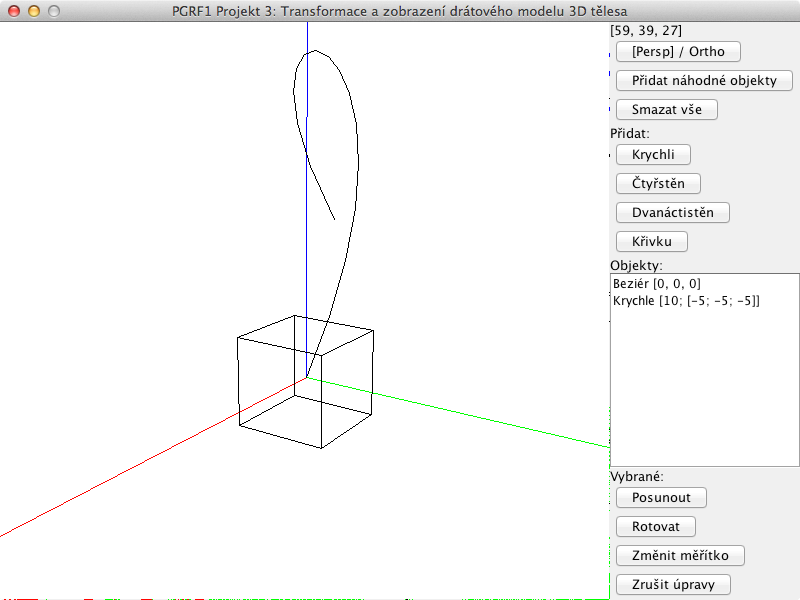 PGRF1 Projekt 3: Transformace a zobrazení drátového modelu 3D tělesa
[59, 39, 27]
[Persp] / Ortho
Přidat náhodné objekty
Smazat vše
Přidat:
Krychli
Čtyřstěn
Dvanáctistěn
Křivku
Objekty:
Beziér [0, 0, 0]
Krychle [10; [-5; -5; -5]]
Vybrané:
Posunout
Rotovat
Změnit měřítko
Zrušit úpravy